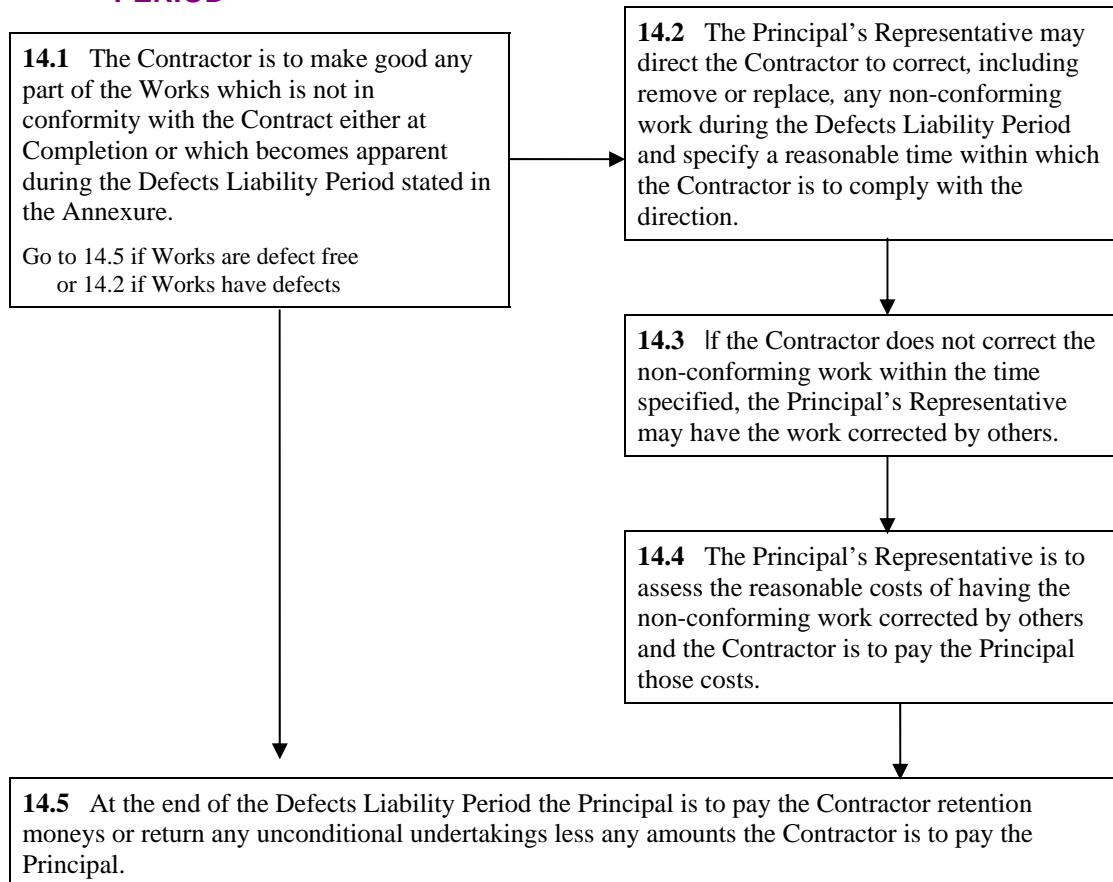 PERIOD
14.1 The Contractor is to make good any
part of the Works which is not in
conformity with the Contract either at
Completion or which becomes apparent
during the Defects Liability Period stated in
the Annexure.
Go to 14.5 if Works are defect free
or 14.2 if Works have defects
14.2 The Principal’s Representative may
direct the Contractor to correct, including
remove or replace, any non-conforming
work during the Defects Liability Period
and specify a reasonable time within which
the Contractor is to comply with the
direction.
14.3 If the Contractor does not correct the
non-conforming work within the time
specified, the Principal’s Representative
may have the work corrected by others.
14.4 The Principal’s Representative is to
assess the reasonable costs of having the
non-conforming work corrected by others
and the Contractor is to pay the Principal
those costs.
14.5 At the end of the Defects Liability Period the Principal is to pay the Contractor retention
moneys or return any unconditional undertakings less any amounts the Contractor is to pay the
Principal.